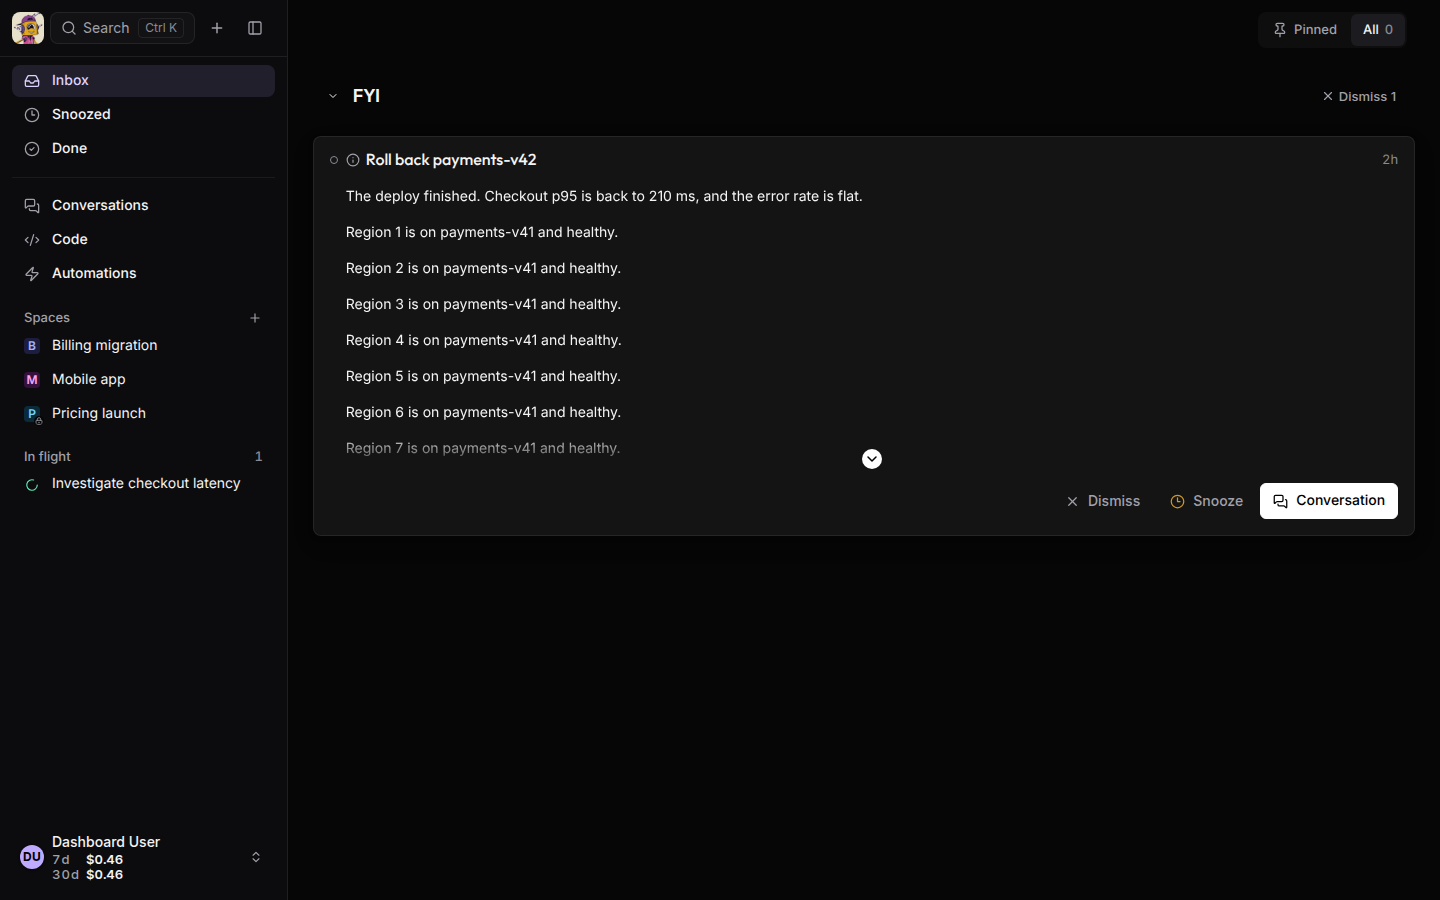 Search Ctrl K
Pinned
All 0
Inbox
Snoozed
Done
Conversations
Code
Automations
Spaces
B Billing migration
M Mobile app
P Pricing launch
In flight 1
Investigate checkout latency
DU
Dashboard User
7d $0.46
30d $0.46
FYI
Dismiss 1
Roll back payments-v42
2h
The deploy finished. Checkout p95 is back to 210 ms, and the error rate is flat.
Region 1 is on payments-v41 and healthy.
Region 2 is on payments-v41 and healthy.
Region 3 is on payments-v41 and healthy.
Region 4 is on payments-v41 and healthy.
Region 5 is on payments-v41 and healthy.
Region 6 is on payments-v41 and healthy.
Region 7 is on payments-v41 and healthy.
Dismiss
Snooze
Conversation